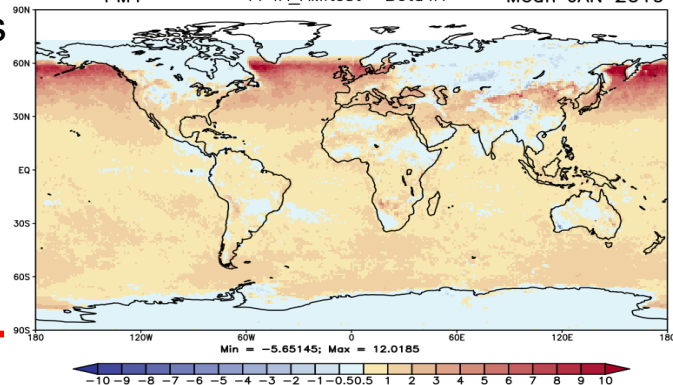 s
90N
60N
30N
EQ
30S
60S
90S
180 120W 60W 0 60E 120E 180
Min = −5.65145; Max = 12.0185
−10 −9 −8 −7 −6 −5 −4 −3 −2 −1 −0.5 0.5 1 2 3 4 5 6 7 8 9 10